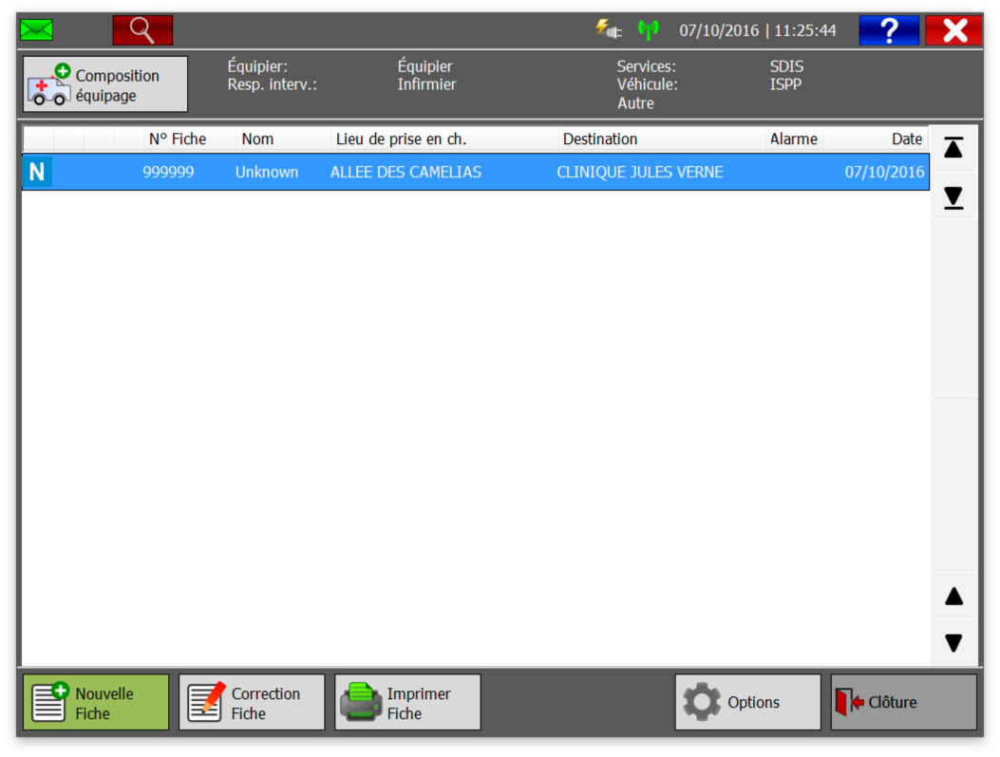 07/10/2016 | 11:25:44
?
Composition
équipage
Équipier: Équipier Services: SDIS
Resp. interv.: Infirmier Véhicule: ISPP
Autre
N° Fiche Nom Lieu de prise en ch. Destination Alarme Date
N 999999 Unknown ALLEE DES CAMELIAS CLINIQUE JULES VERNE 07/10/2016
Nouvelle
Fiche
Correction
Fiche
Imprimer
Fiche
Options
Clôture